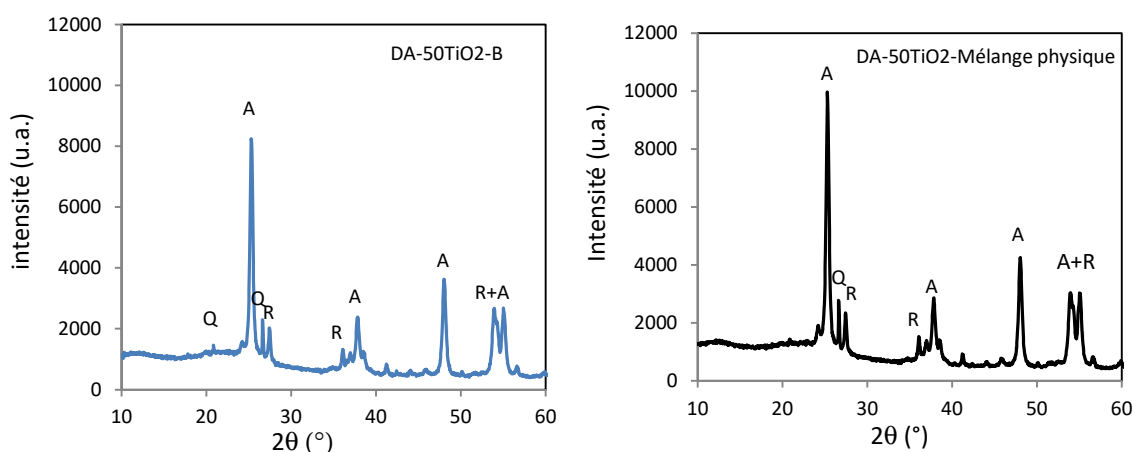 12000
DA-50TiO2-B
10000
A
8000
6000
intensité (u.a.)
4000
A
R+A
Q
A
R
Q
2000
R
0
10 20 30 40 50 60
2θ (°)
12000
DA-50TiO2-Mélange physique
A
10000
8000
Intensité (u.a.)
6000
A
A+R
4000
Q
A
R
R
2000
0
10 20 30 40 50 60
2θ (°)